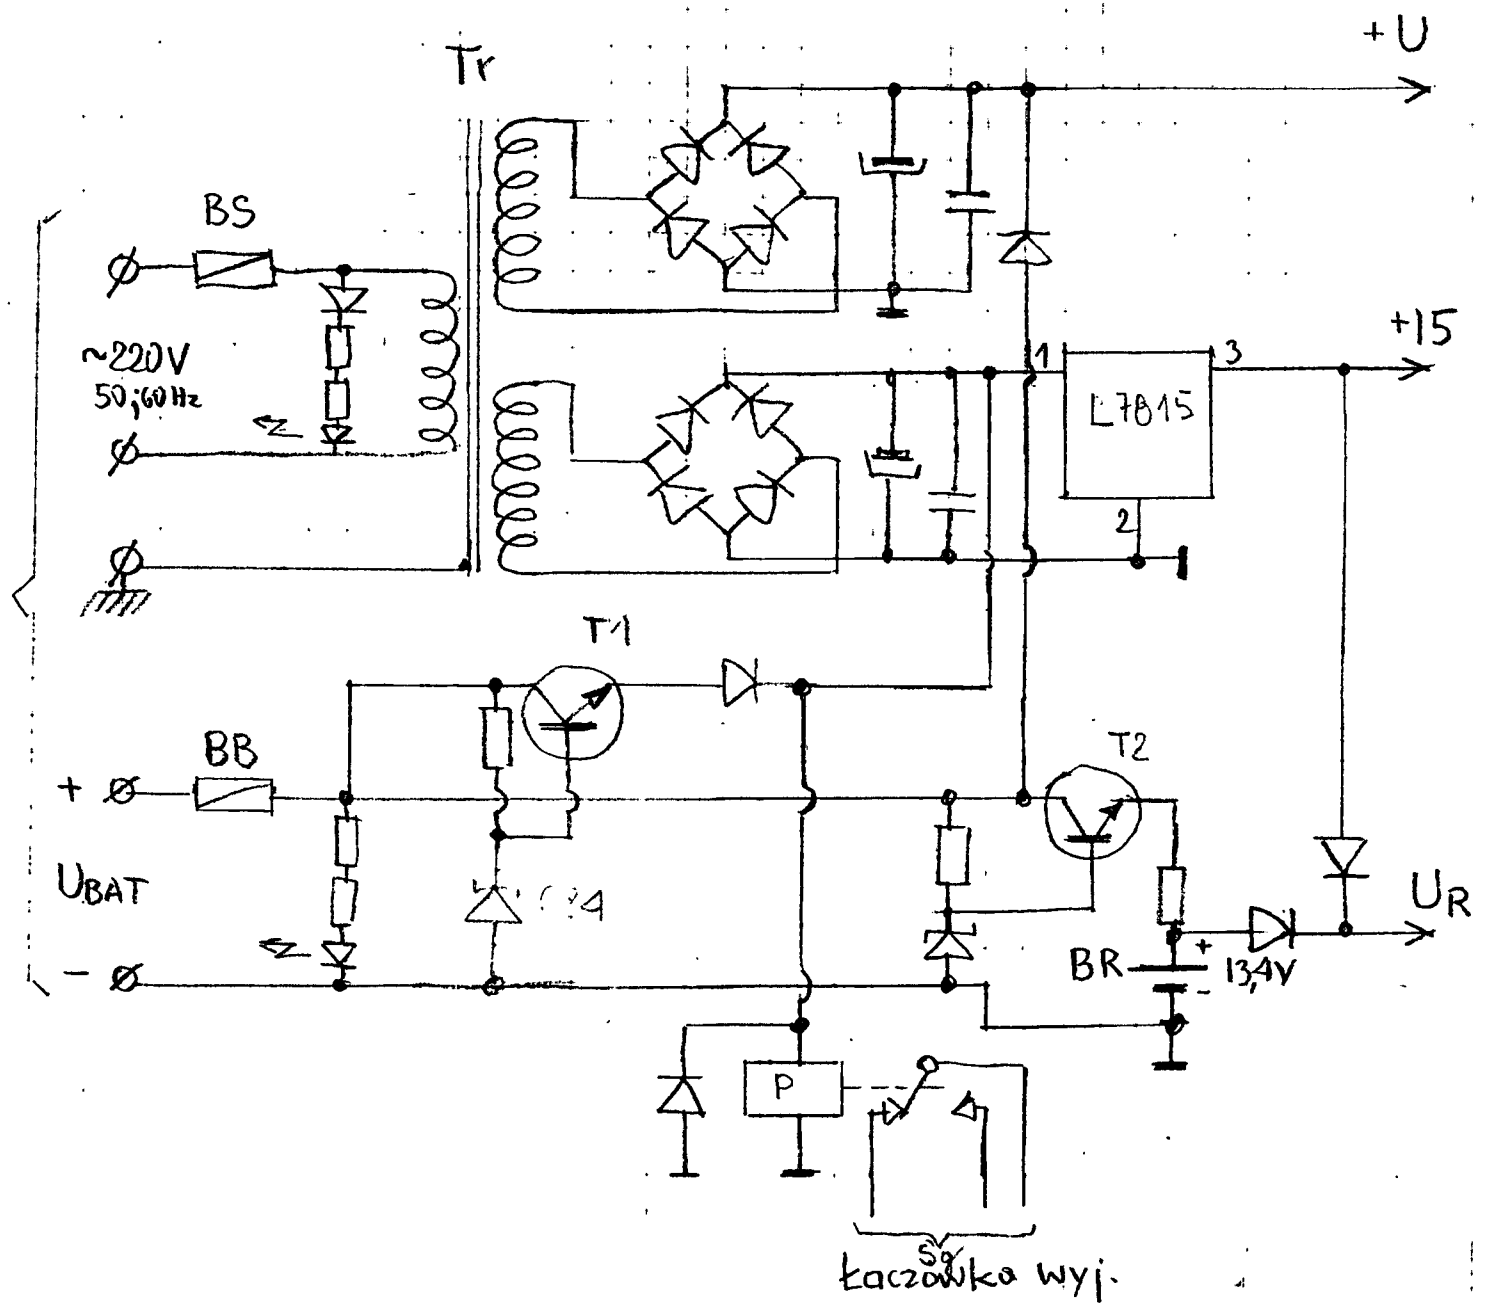 +U
Tr
BS
+15
~220V
50;60Hz
1
3
L7815
2
T1
BB
T2
+
UBAT
UR
+
BR
13,4V
-
-
P
Sg
Łaczówka wyj.